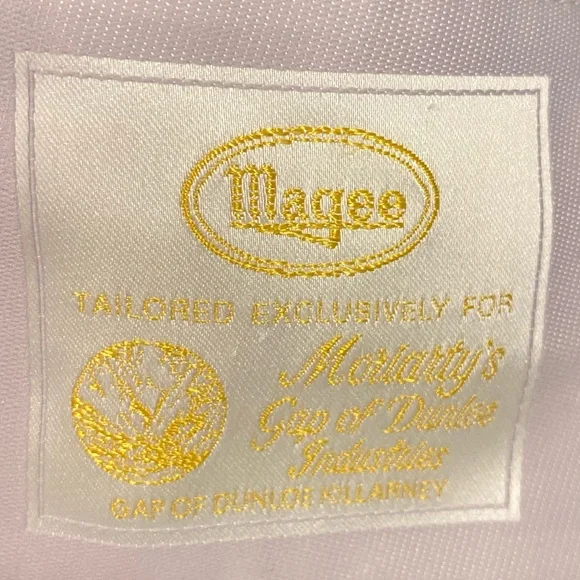 Magee
TAILORED EXCLUSIVELY FOR
Moriarty's
Gap of Dunloe
Industries
GAP OF DUNLOE KILLARNEY